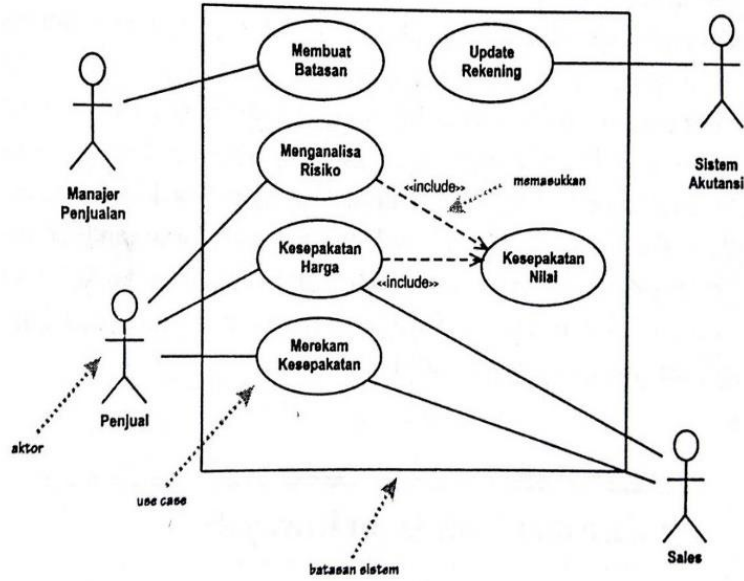 Membuat
Batasan
Update
Rekening
Manajer
Penjualan
Sistem
Akutansi
Menganalisa
Risiko
«include»
memasukkan
Kesepakatan
Harga
«include»
Kesepakatan
Nilai
Merekam
Kesepakatan
Penjual
aktor
use case
batasan sistem
Sales